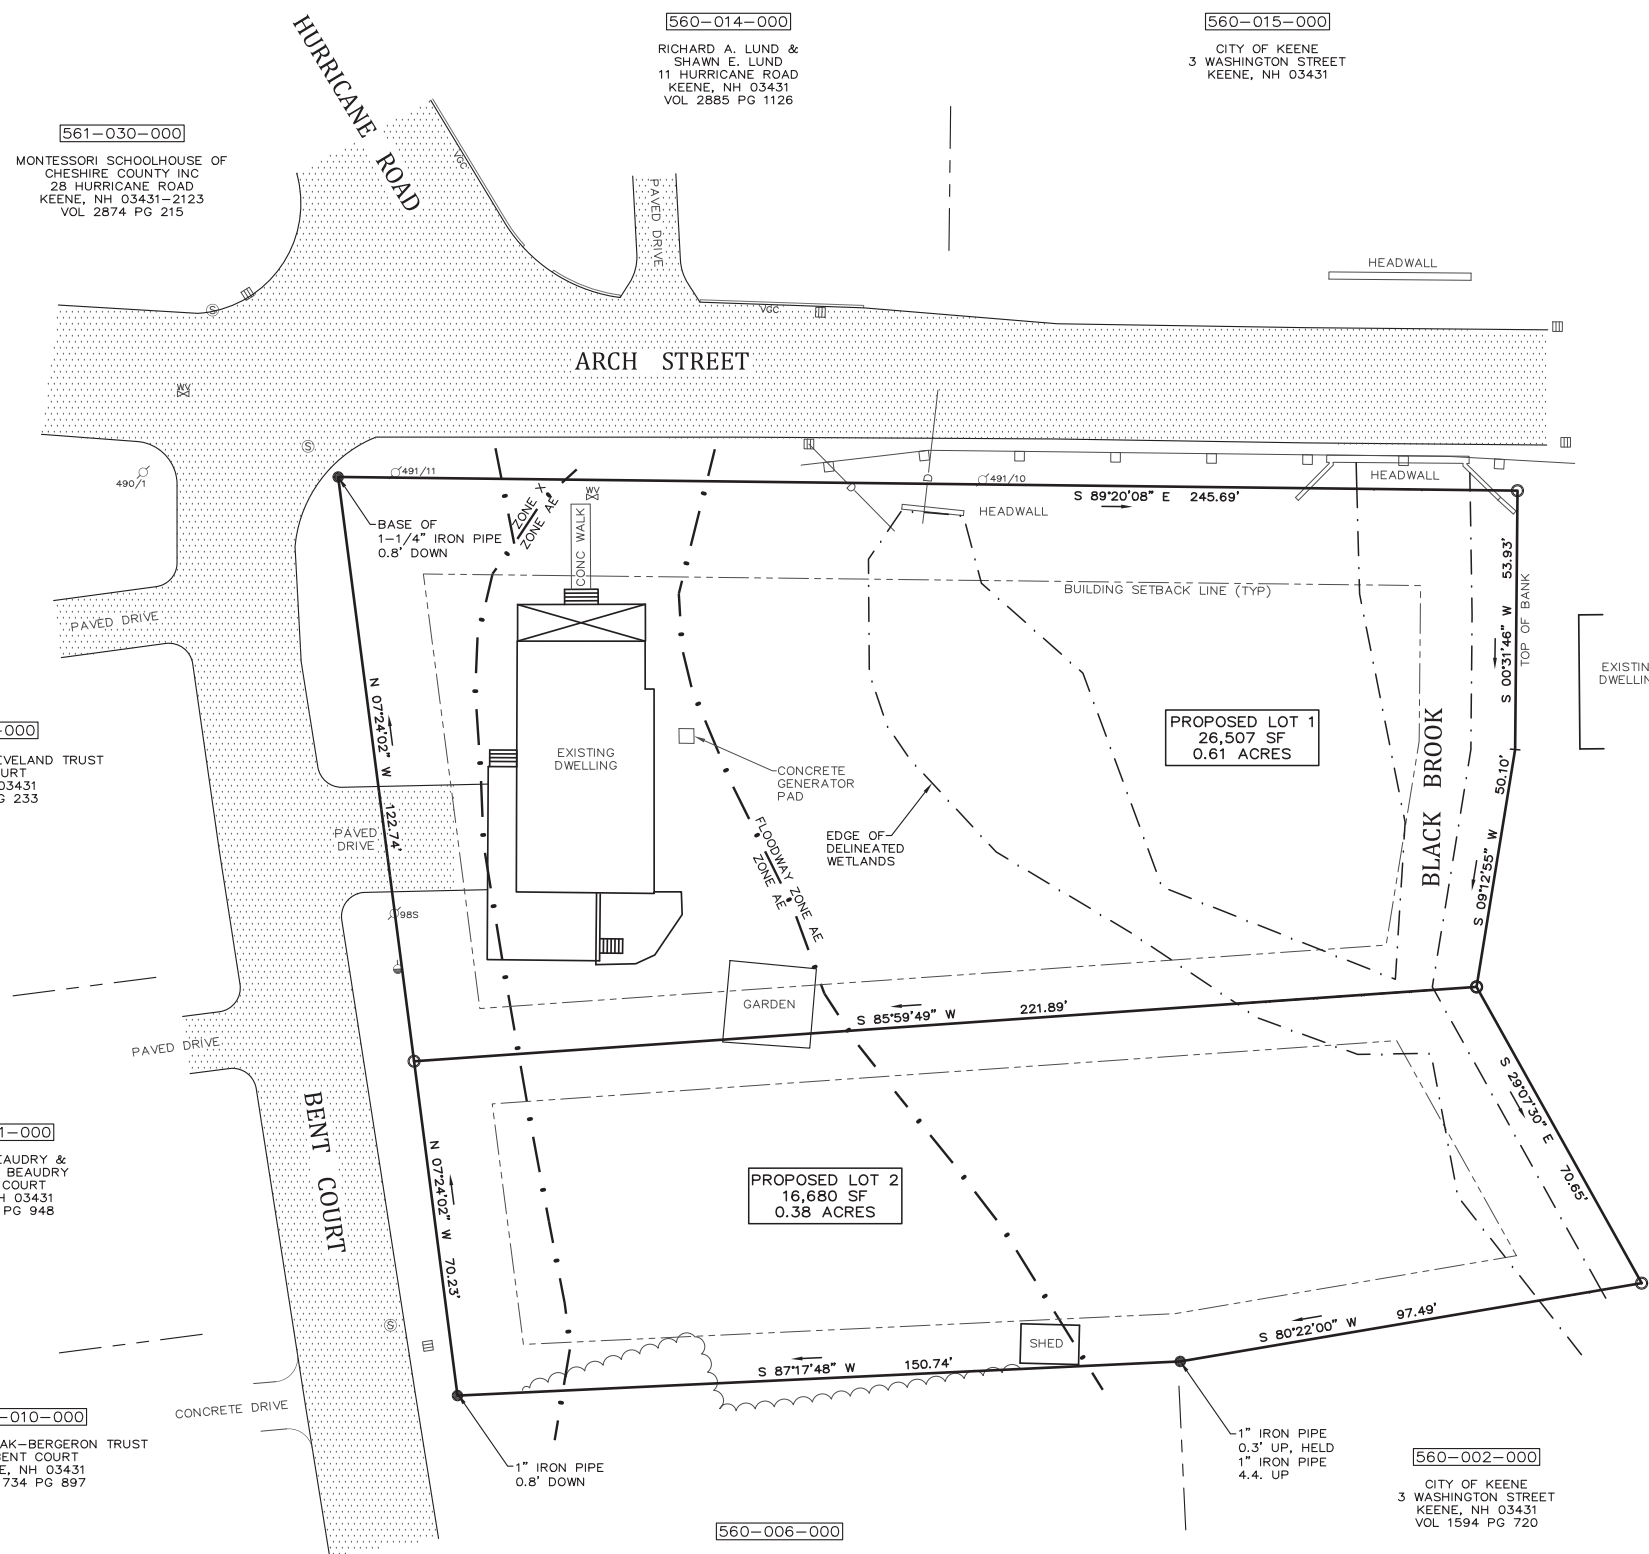 HURRICANE ROAD
560-014-000
RICHARD A. LUND &
SHAWN E. LUND
11 HURRICANE ROAD
KEENE, NH 03431
VOL 2885 PG 1126
560-015-000
CITY OF KEENE
3 WASHINGTON STREET
KEENE, NH 03431
561-030-000
MONTESSORI SCHOOLHOUSE OF
CHESHIRE COUNTY INC
28 HURRICANE ROAD
KEENE, NH 03431-2123
VOL 2874 PG 215
VGC
PAVED DRIVE
HEADWALL
S
VGC
ARCH STREET
WV
S
490/1
491/11
WV
D
D
491/10
S 89°20'08" E 245.69'
HEADWALL
HEADWALL
BASE OF
1-1/4" IRON PIPE
0.8' DOWN
ZONE X
ZONE AE
CONC WALK
BUILDING SETBACK LINE (TYP)
S 00°31'46" W 53.93'
TOP OF BANK
PAVED DRIVE
EXISTIN
DWELLIN
N 07°24'02" W 122.74'
PROPOSED LOT 1
26,507 SF
0.61 ACRES
BLACK BROOK
-000
EVELAND TRUST
URT
03431
G 233
EXISTING
DWELLING
CONCRETE
GENERATOR
PAD
S 09°12'55" W 50.10'
PAVED
DRIVE
FLOODWAY ZONE AE
ZONE AE
EDGE OF
DELINEATED
WETLANDS
98S
GARDEN
S 85°59'49" W 221.89'
PAVED DRIVE
S 29°07'30" E 70.65'
BENT COURT
1-000
EAUDRY &
BEAUDRY
COURT
H 03431
PG 948
N 07°24'02" W 70.23'
PROPOSED LOT 2
16,680 SF
0.38 ACRES
S
SHED
S 80°22'00" W 97.49'
S 87°17'48" W 150.74'
CONCRETE DRIVE
-010-000
AK-BERGERON TRUST
BENT COURT
E, NH 03431
734 PG 897
1" IRON PIPE
0.8' DOWN
1" IRON PIPE
0.3' UP, HELD
1" IRON PIPE
4.4. UP
560-002-000
CITY OF KEENE
3 WASHINGTON STREET
KEENE, NH 03431
VOL 1594 PG 720
560-006-000